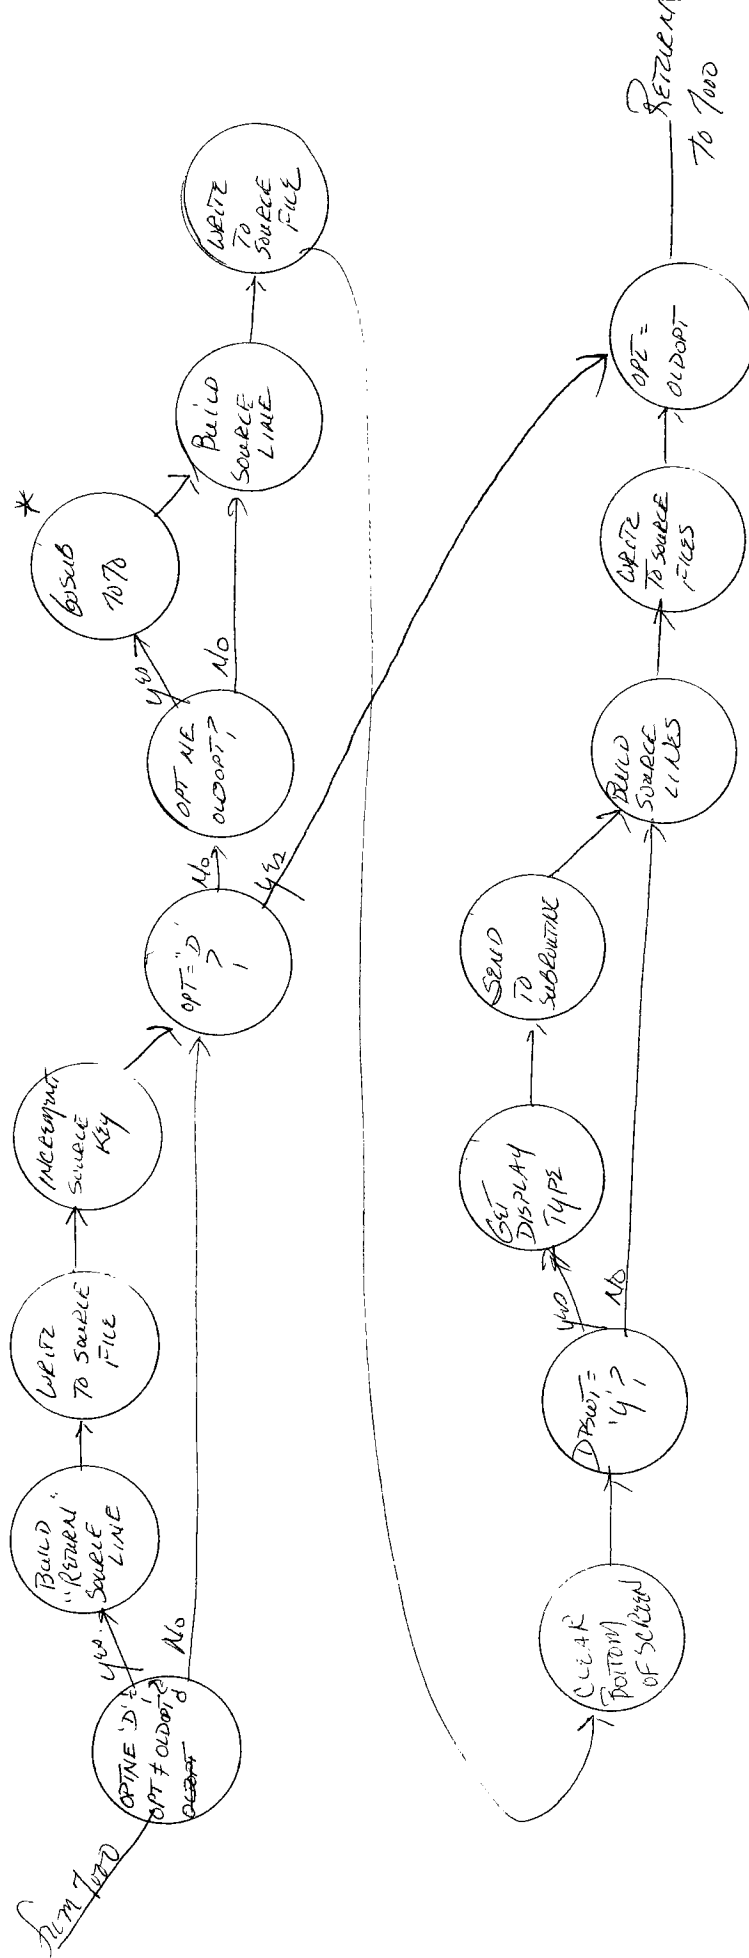 From 7000
OPT NE 'D' &
OPT ≠ OLDOPT?
Yes
No
BUILD
"RETURN"
SOURCE
LINE
WRITE
TO SOURCE
FILE
INCREMENT
SOURCE
KEY
OPT = "D"
?
No
Yes
OPT NE
OLDOPT?
Yes
No
GOSUB
7070
*
BUILD
SOURCE
LINE
WRITE
TO
SOURCE
FILE
CLEAR
BOTTOM
OF SCREEN
'Y'?
Yes
No
GET
DISPLAY
TYPE
SEND
TO
SUBROUTINE
BUILD
SOURCE
LINES
WRITE
TO SOURCE
FILES
OPT =
OLDOPT
RETURN
TO 7000